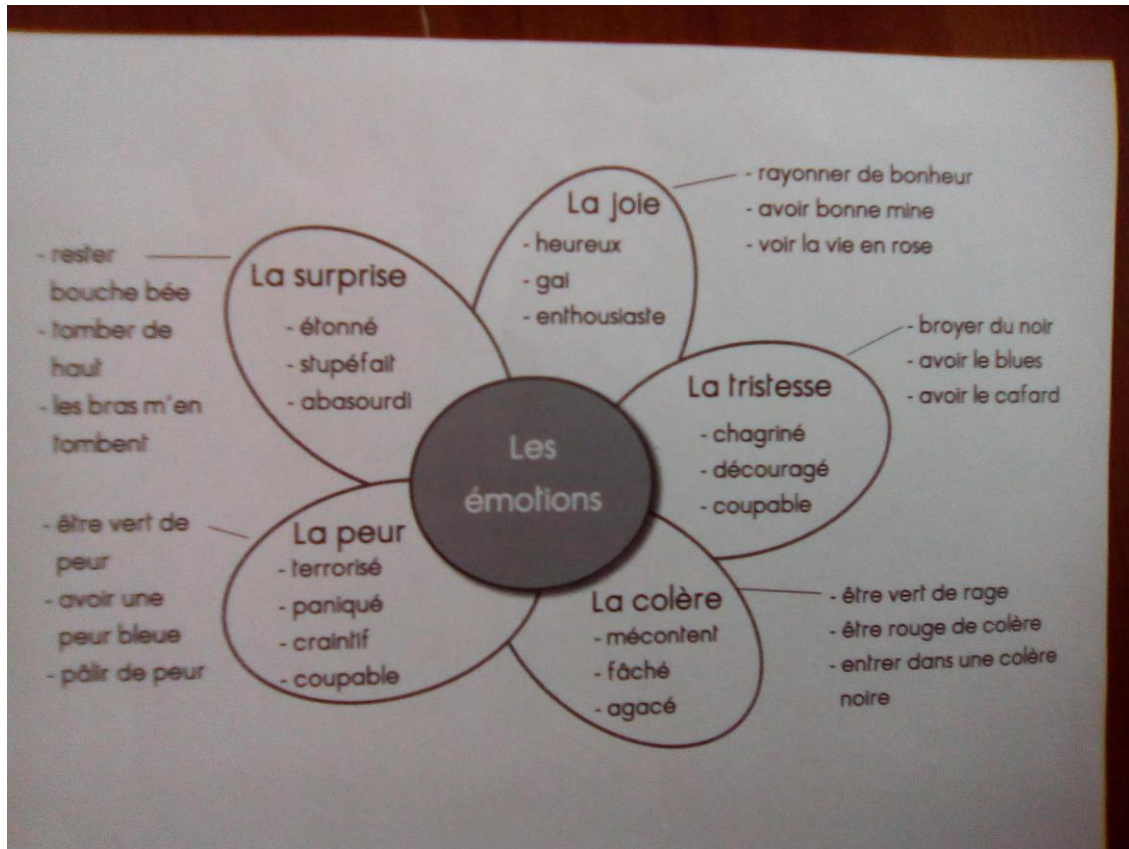 Les
émotions
La joie
- heureux
- gai
- enthousiaste
- rayonner de bonheur
- avoir bonne mine
- voir la vie en rose
La tristesse
- chagriné
- découragé
- coupable
- broyer du noir
- avoir le blues
- avoir le cafard
La colère
- mécontent
- fâché
- agacé
- être vert de rage
- être rouge de colère
- entrer dans une colère
noire
La peur
- terrorisé
- paniqué
- craintif
- coupable
- être vert de
peur
- avoir une
peur bleue
- pâlir de peur
La surprise
- étonné
- stupéfait
- abasourdi
- rester
bouche bée
- tomber de
haut
- les bras m'en
tombent